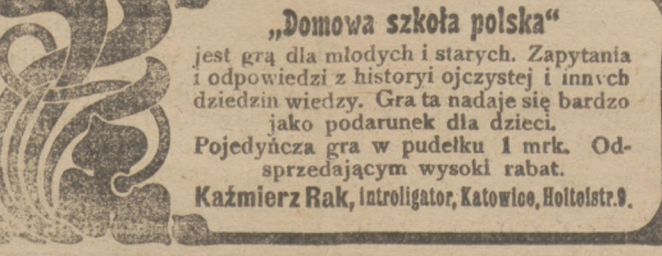 „Domowa szkoła polska“
jest grą dla młodych i starych. Zapytania
i odpowiedzi z historyi ojczystej i innych
dziedzin wiedzy. Gra ta nadaje się bardzo
jako podarunek dla dzieci.
Pojedyńcza gra w pudełku 1 mrk. Od-
sprzedającym wysoki rabat.
Kaźmierz Rak, introligator, Katowice, Holteistr. 9.